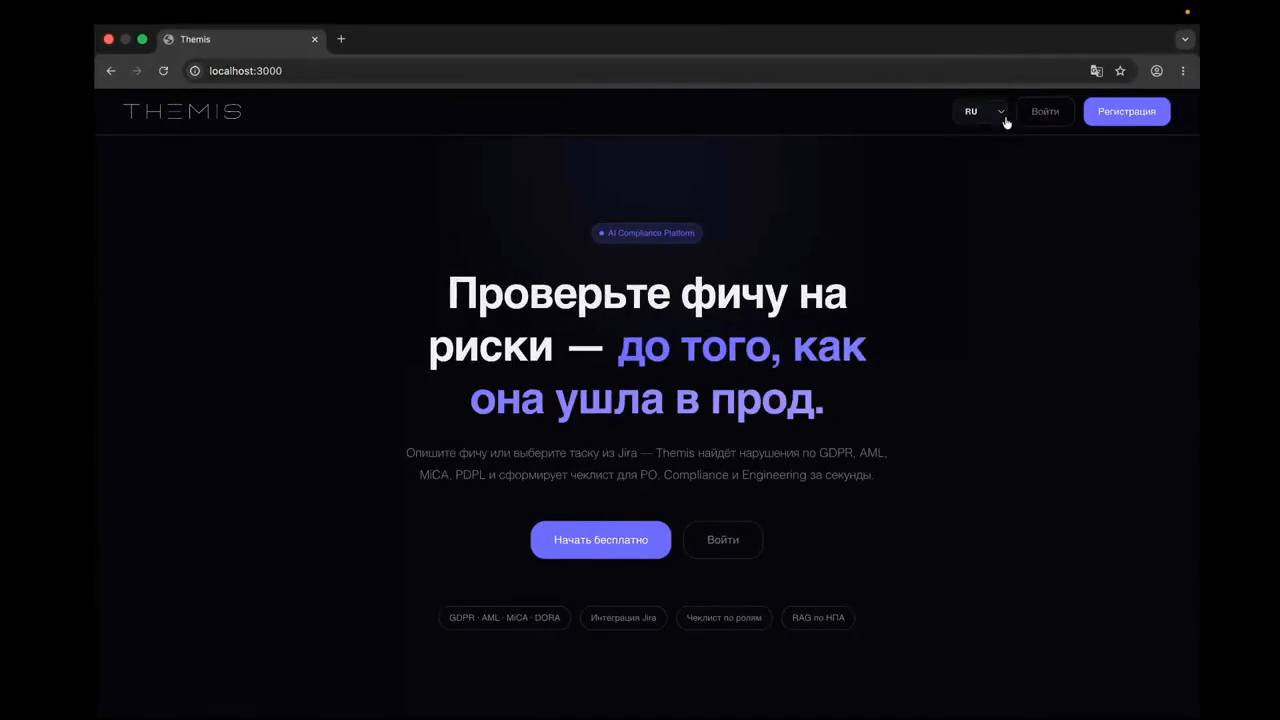 Themis
localhost:3000
THEMIS
RU
Войти
Регистрация
AI Compliance Platform
Проверьте фичу на
риски — до того, как
она ушла в прод.
Опишите фичу или выберите таску из Jira — Themis найдёт нарушения по GDPR, AML,
MiCA, PDPL и сформирует чеклист для PO, Compliance и Engineering за секунды.
Начать бесплатно
Войти
GDPR · AML · MiCA · DORA
Интеграция Jira
Чеклист по ролям
RAG по НПА